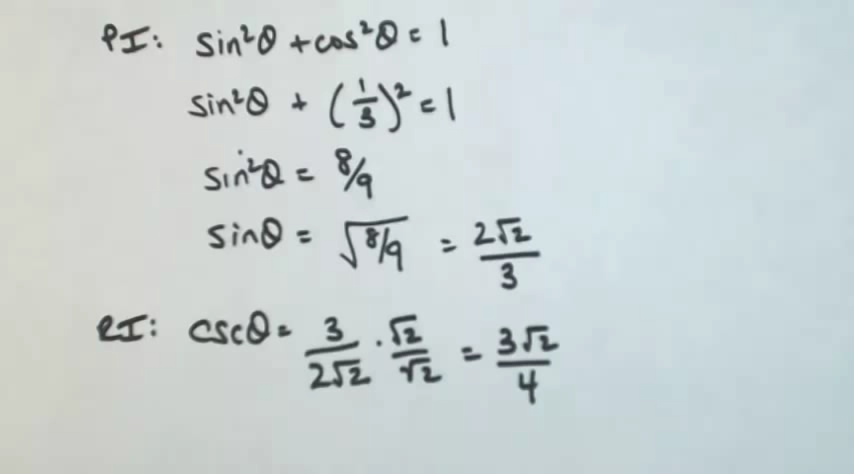 PI: sin²θ + cos²θ = 1
sin²θ + (1/3)² = 1
sin²θ = 8/9
sinθ = √8/9 = 2√2/3
RI: cscθ = 3/2√2 · √2/√2 = 3√2/4